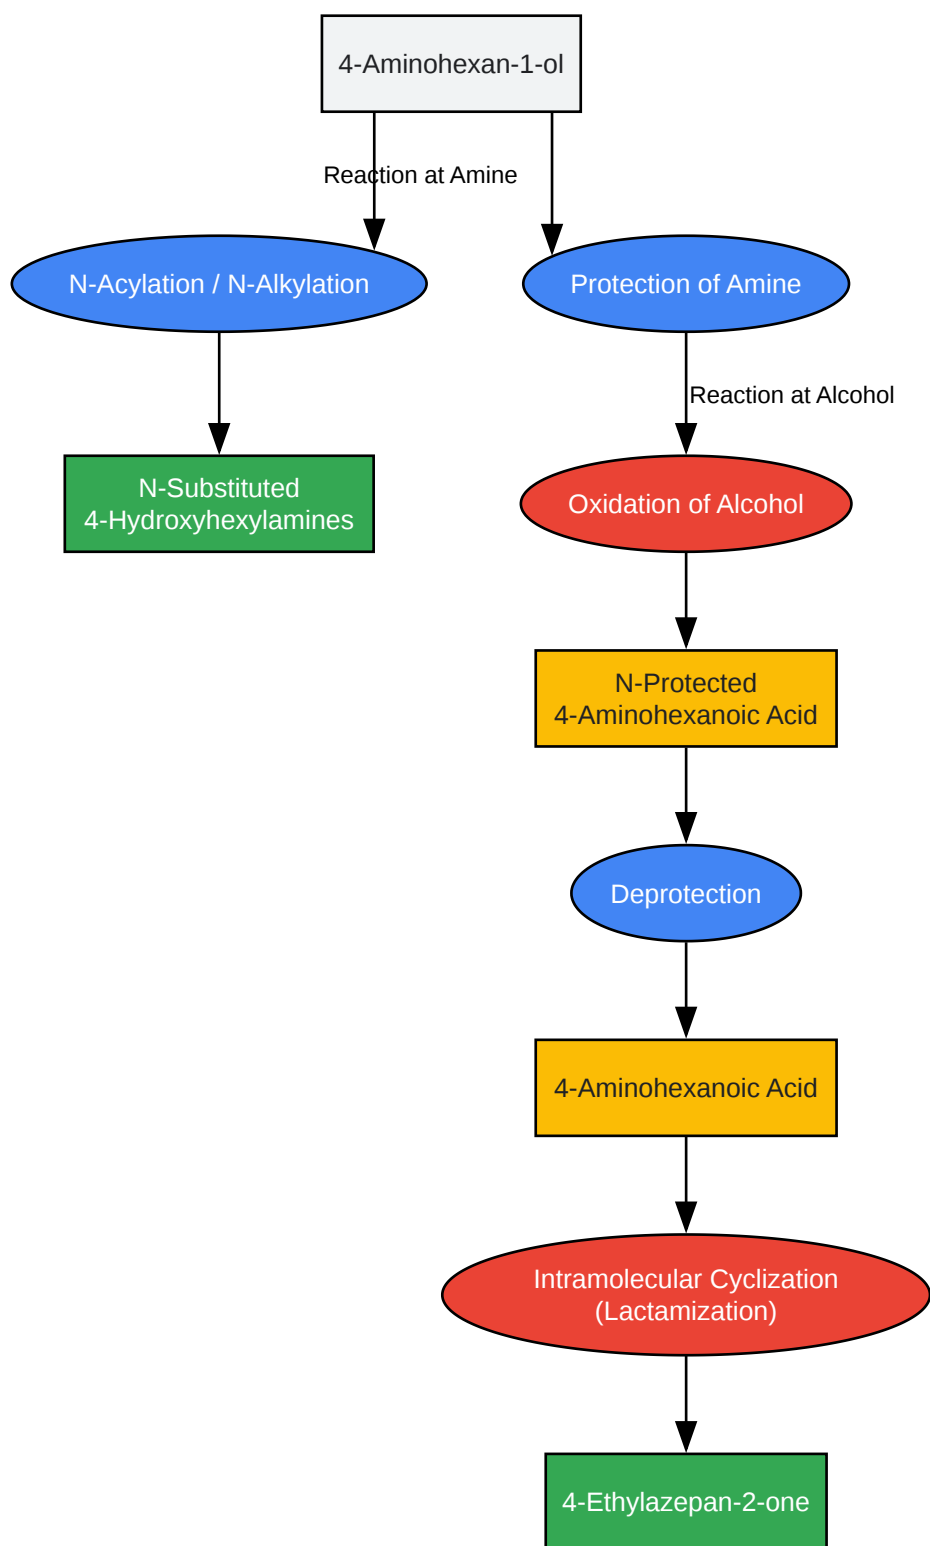 4-Aminohexan-1-ol
Reaction at Amine
N-Acylation / N-Alkylation
Protection of Amine
Reaction at Alcohol
N-Substituted
4-Hydroxyhexylamines
Oxidation of Alcohol
N-Protected
4-Aminohexanoic Acid
Deprotection
4-Aminohexanoic Acid
Intramolecular Cyclization
(Lactamization)
4-Ethylazepan-2-one